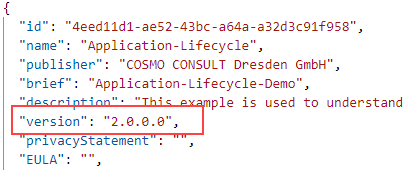 {
"id": "4eed11d1-ae52-43bc-a64a-a32d3c91f958",
"name": "Application-Lifecycle",
"publisher": "COSMO CONSULT Dresden GmbH",
"brief": "Application-Lifecycle-Demo",
"description": "This example is used to understand
"version": "2.0.0.0",
"privacyStatement": "",
"EULA": "",